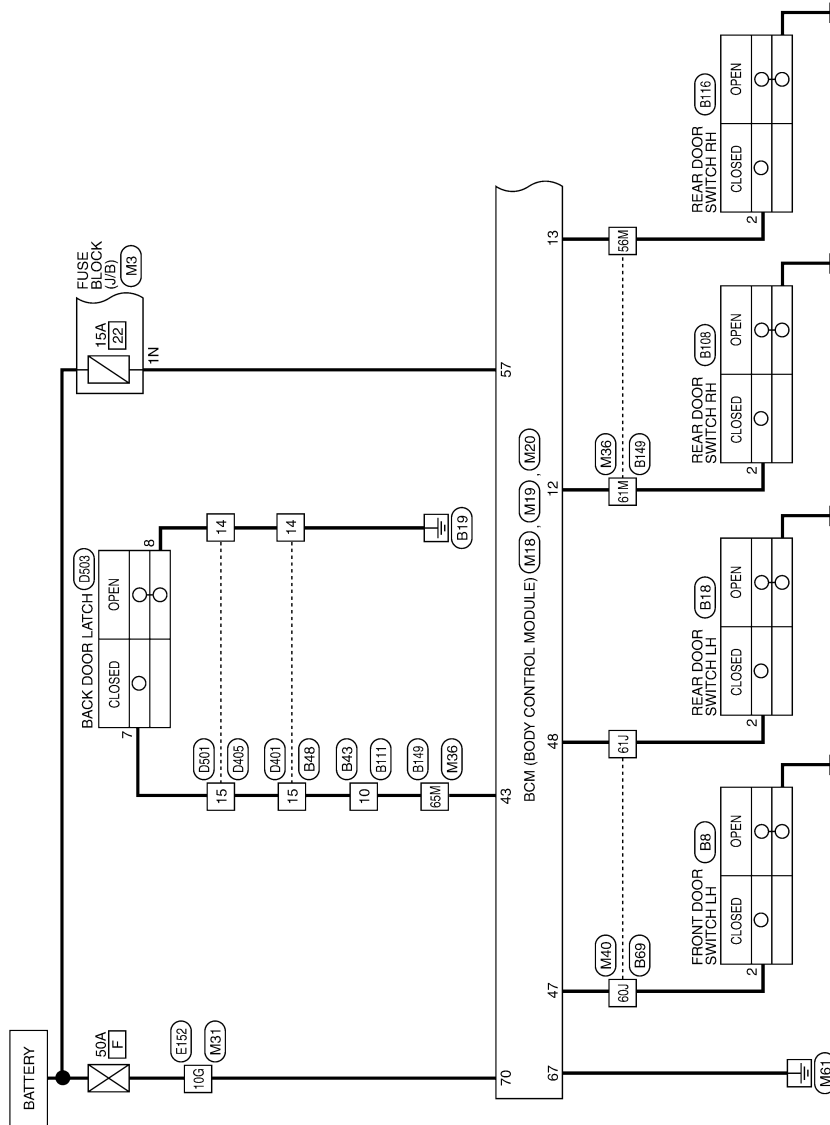 BATTERY
50A
F
10G
E152
M31
70
FUSE
BLOCK
(J/B)
M3
15A
22
1N
57
BACK DOOR LATCH
D503
CLOSED
OPEN
7
8
15
14
D501
D405
15
14
D401
B48
10
B43
B111
65M
B149
M36
B19
43
BCM (BODY CONTROL MODULE) M18 , M19 , M20
67
47
48
12
13
M61
60J
M40
B69
61J
61M
M36
B149
56M
FRONT DOOR
SWITCH LH
B8
CLOSED
OPEN
2
REAR DOOR
SWITCH LH
B18
CLOSED
OPEN
2
REAR DOOR
SWITCH RH
B108
CLOSED
OPEN
2
REAR DOOR
SWITCH RH
B116
CLOSED
OPEN
2